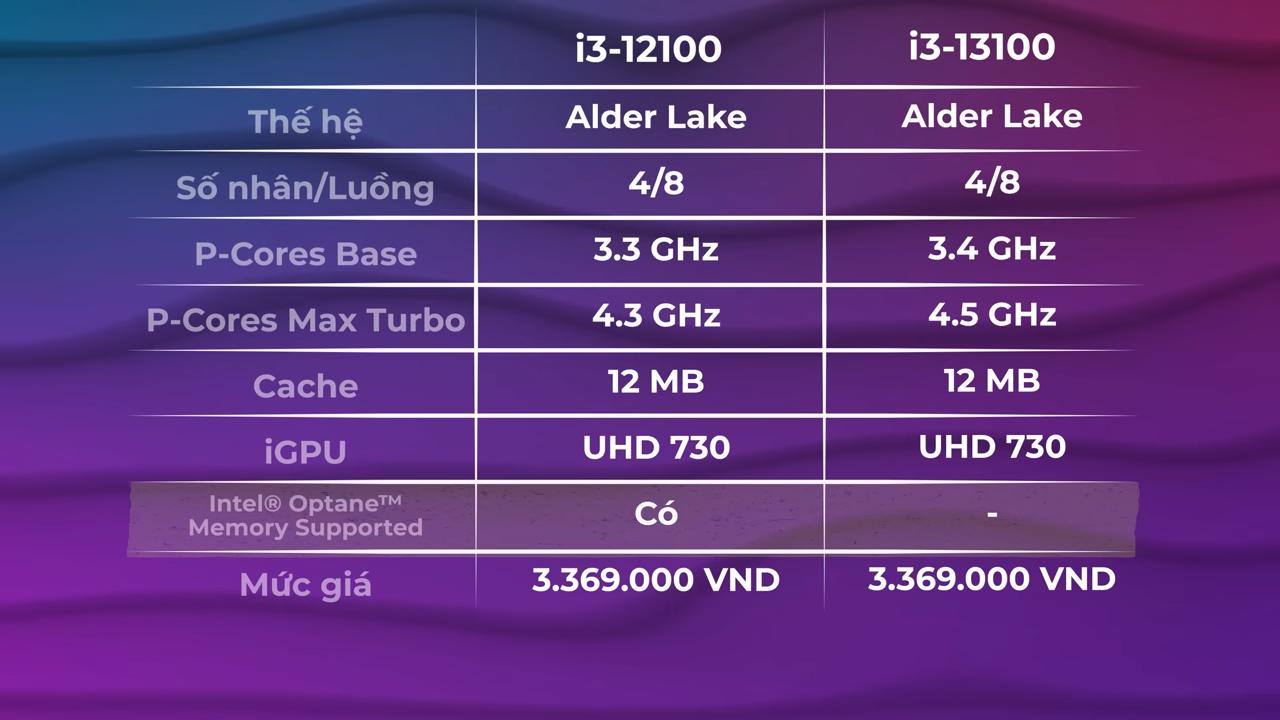 i3-12100 i3-13100
Thế hệ Alder Lake Alder Lake
Số nhân/Luồng 4/8 4/8
P-Cores Base 3.3 GHz 3.4 GHz
P-Cores Max Turbo 4.3 GHz 4.5 GHz
Cache 12 MB 12 MB
iGPU UHD 730 UHD 730
Intel® Optane™
Memory Supported Có -
Mức giá 3.369.000 VND 3.369.000 VND